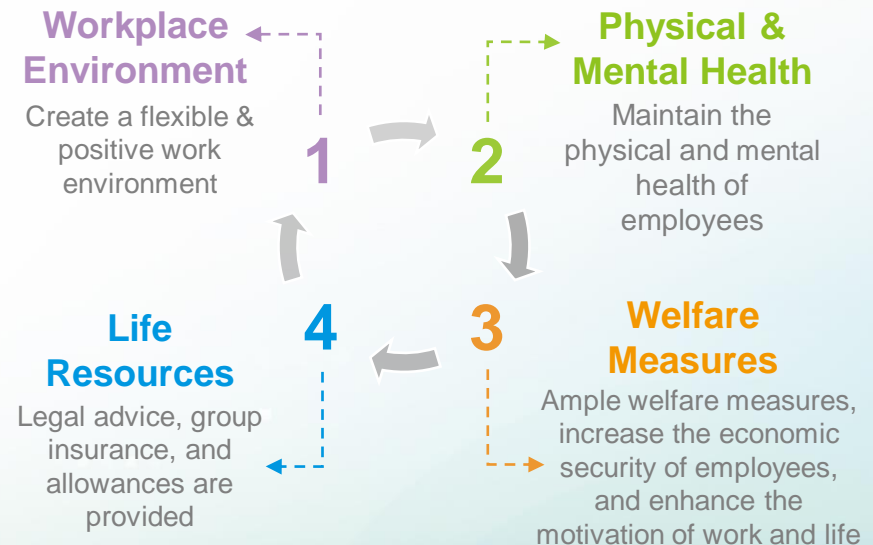 Workplace
Environment
Create a flexible &
positive work
environment
1
2
Physical &
Mental Health
Maintain the
physical and mental
health of
employees
Life
Resources
Legal advice, group
insurance, and
allowances are
provided
4
3
Welfare
Measures
Ample welfare measures,
increase the economic
security of employees,
and enhance the
motivation of work and life